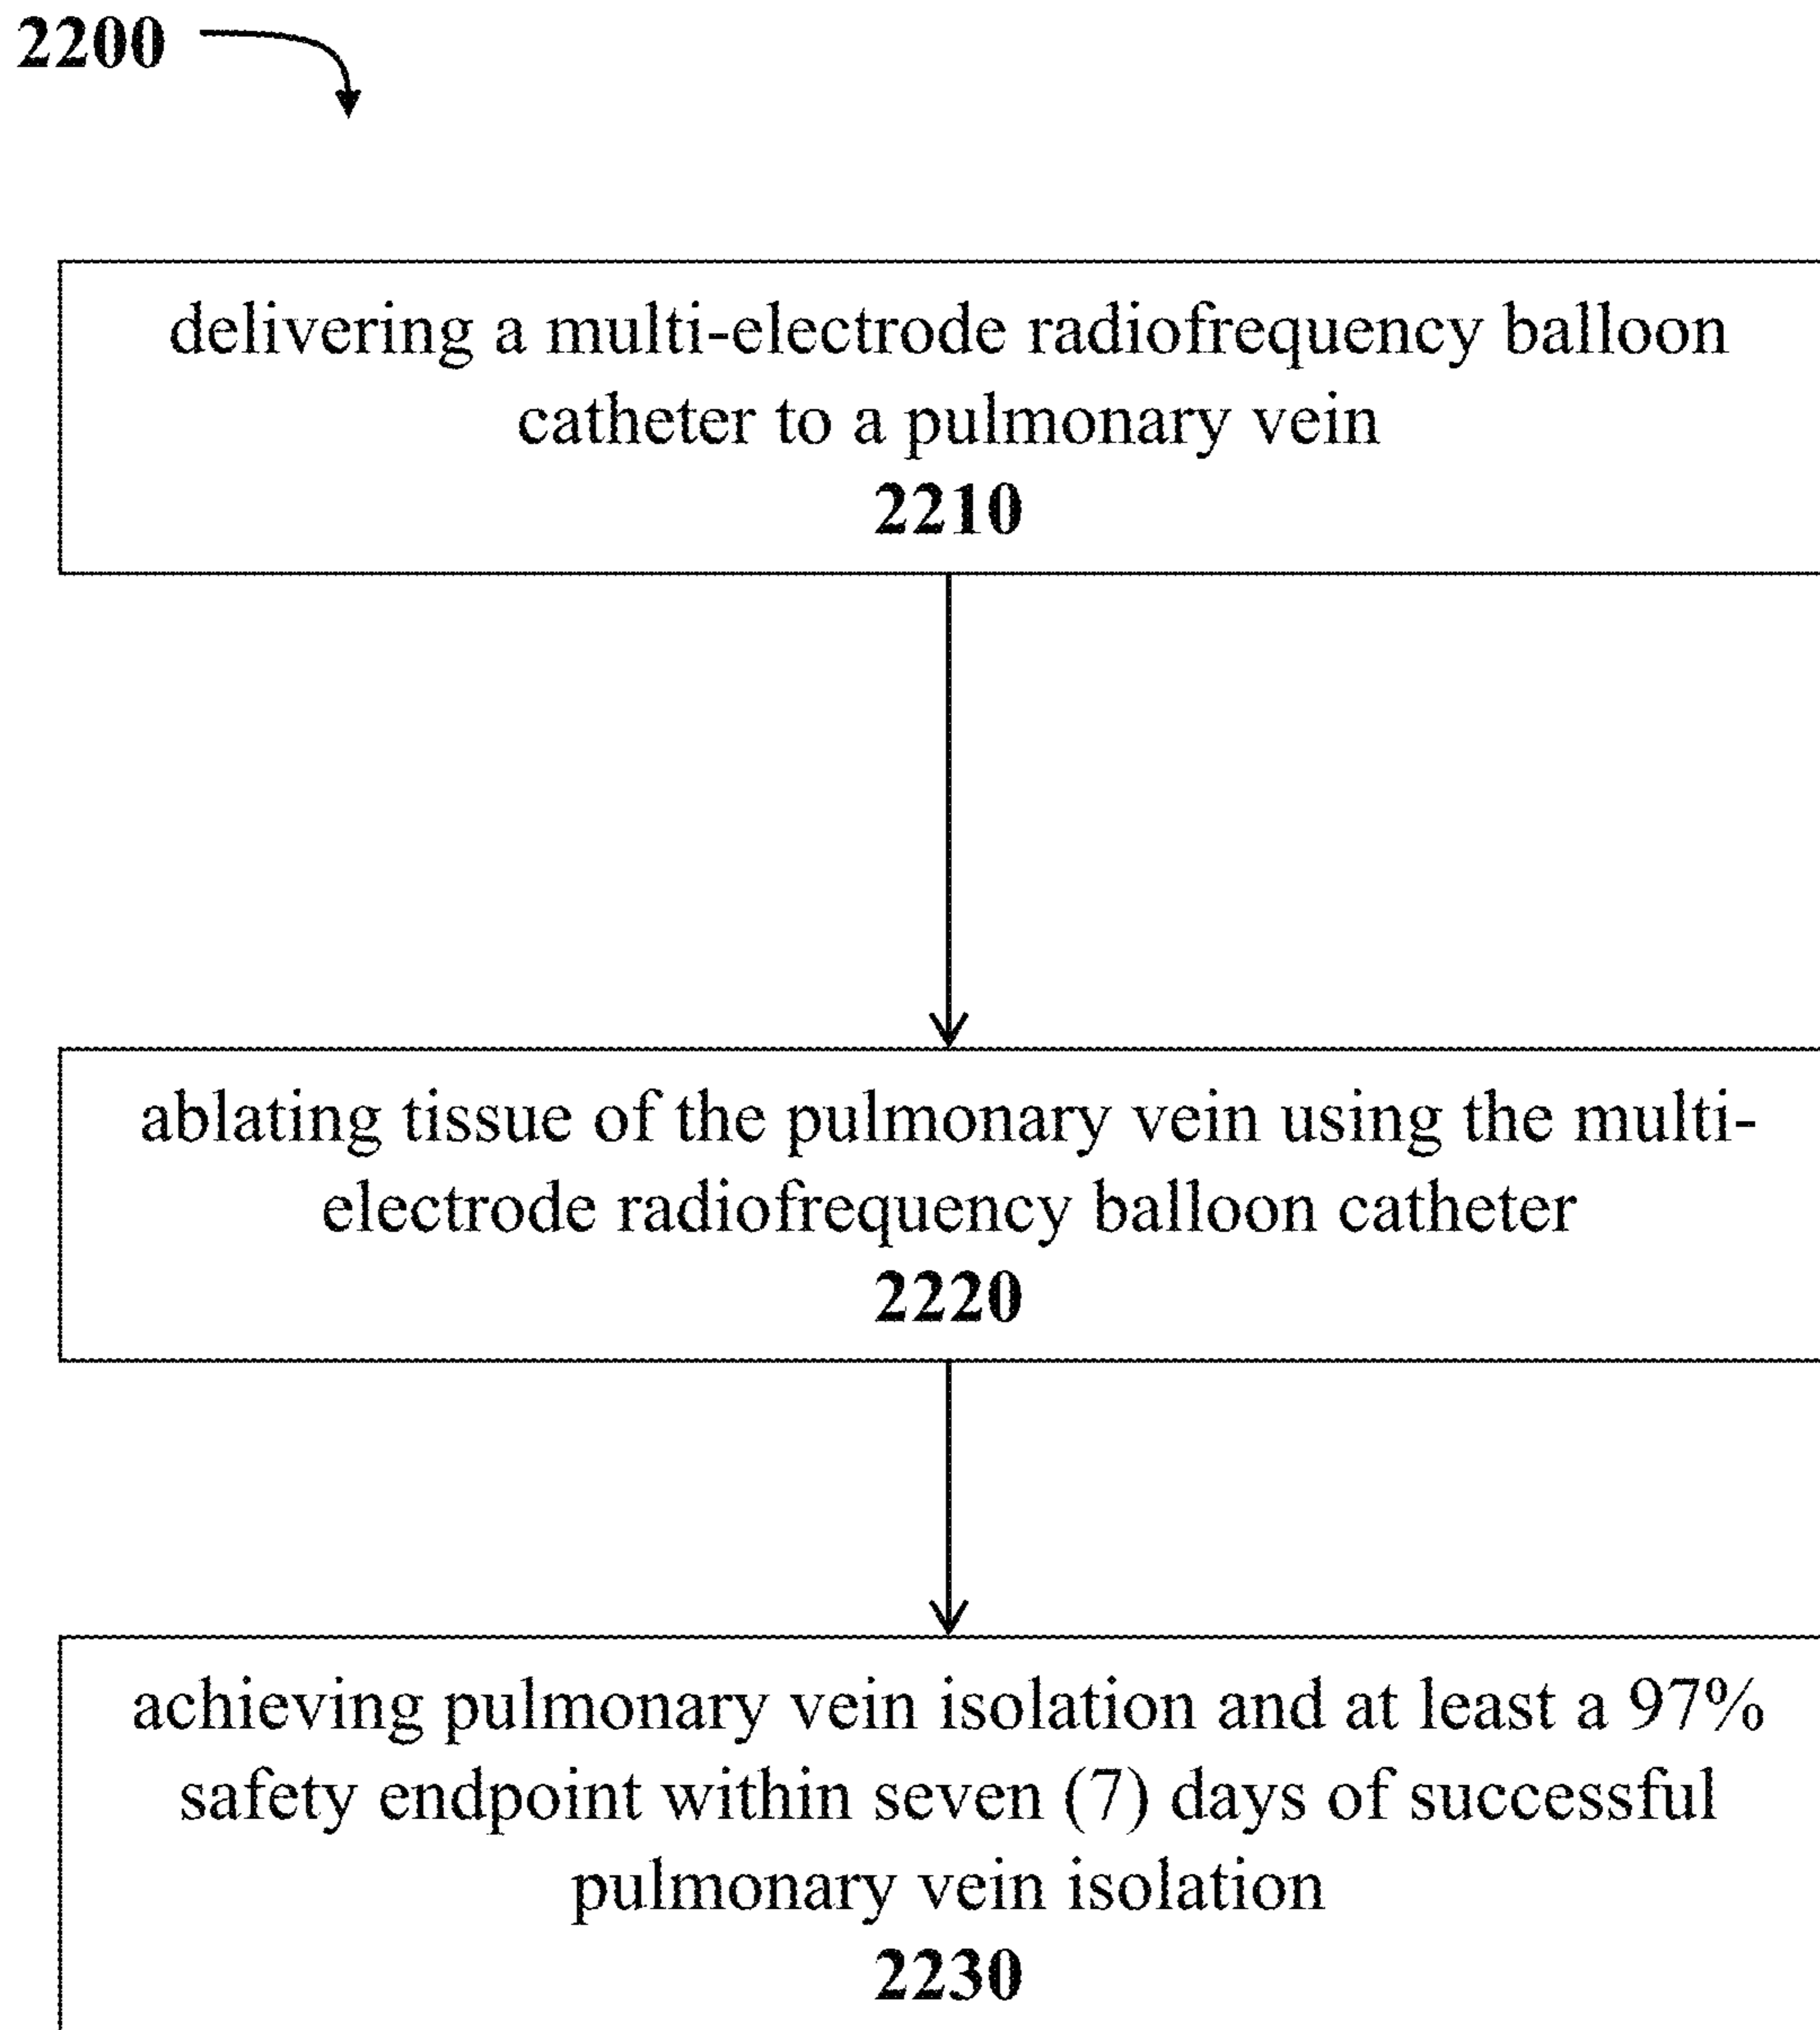 2200
delivering a multi-electrode radiofrequency balloon
catheter to a pulmonary vein
2210
ablating tissue of the pulmonary vein using the multi-
electrode radiofrequency balloon catheter
2220
achieving pulmonary vein isolation and at least a 97%
safety endpoint within seven (7) days of successful
pulmonary vein isolation
2230